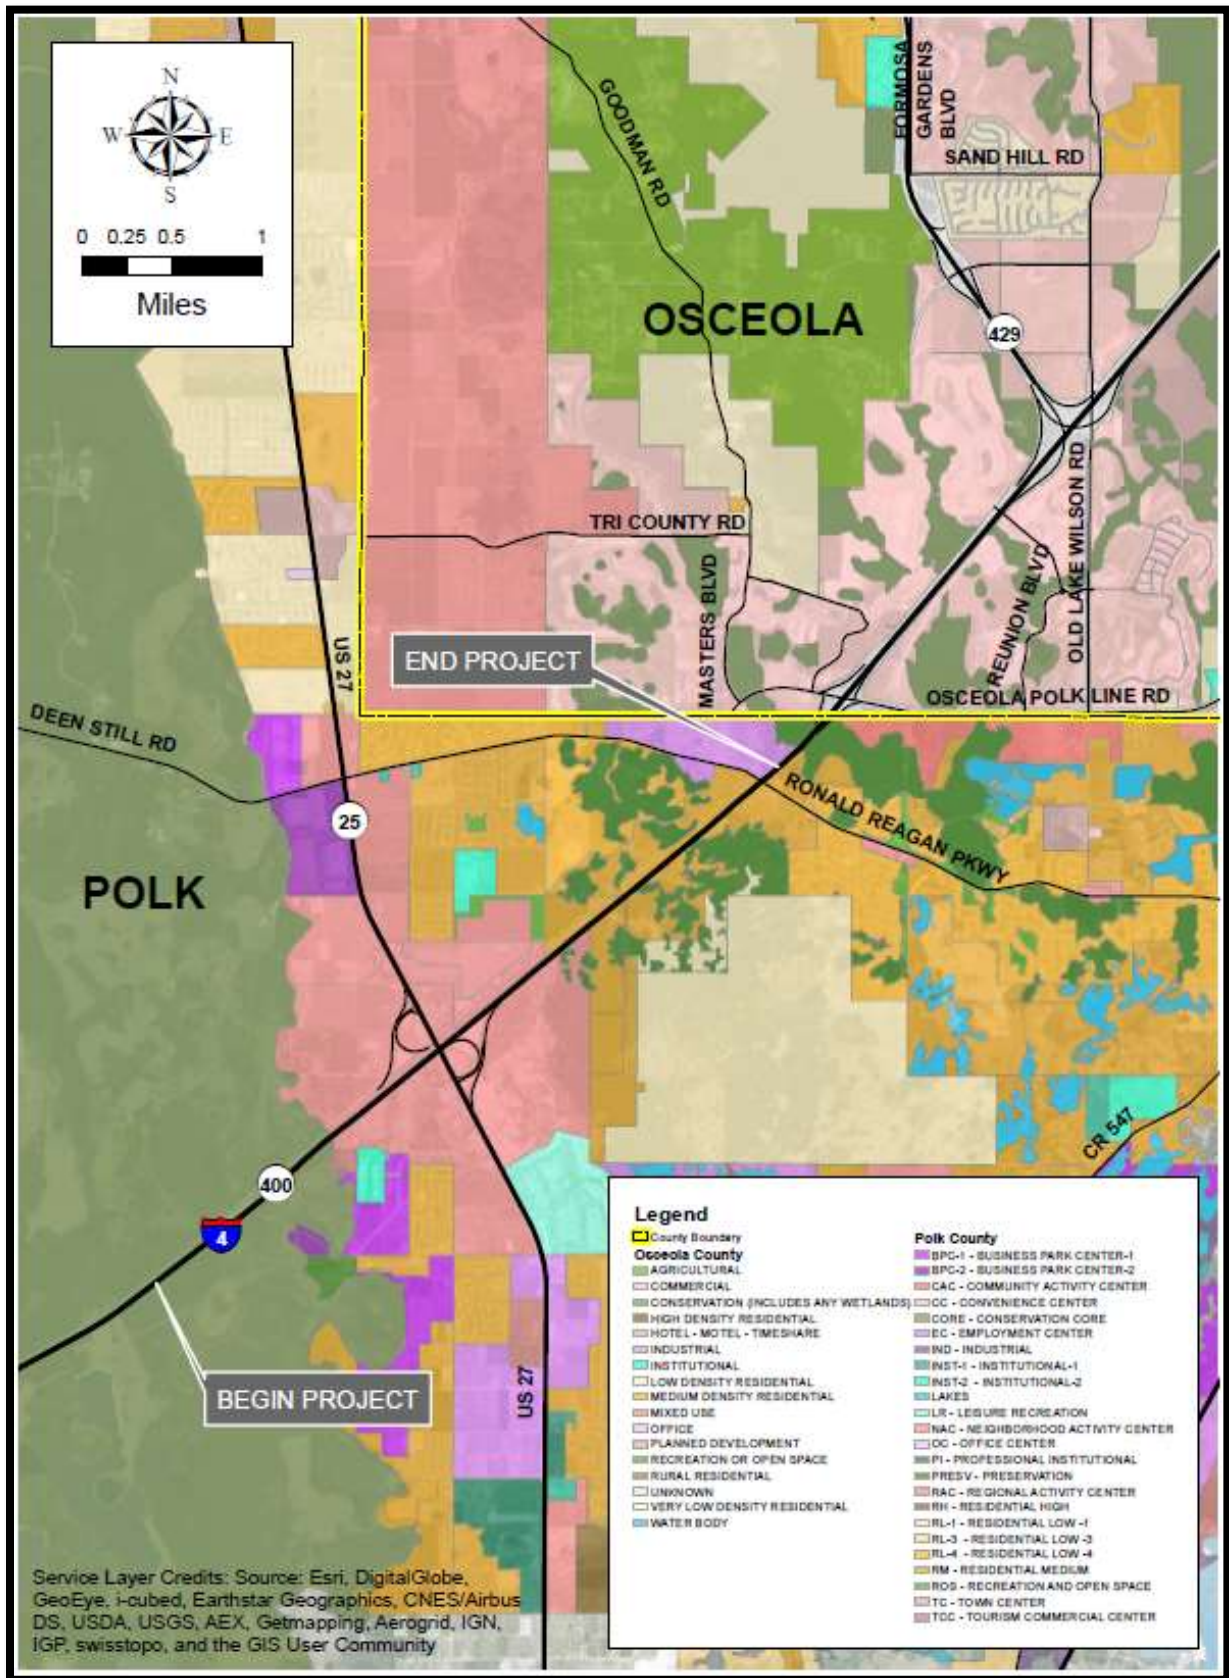 N
W E
S
0 0.25 0.5 1
Miles
GOODMAN RD
FORMOSA
GARDENS
BLVD
SAND HILL RD
OSCEOLA
429
TRI COUNTY RD
MASTERS BLVD
REUNION BLVD
OLD LAKE WILSON RD
US 27
END PROJECT
OSCEOLA POLK LINE RD
DEEN STILL RD
RONALD REAGAN PKWY
25
POLK
CR 547
400
4
BEGIN PROJECT
US 27
Legend
County Boundary
Osceola County
AGRICULTURAL
COMMERCIAL
CONSERVATION (INCLUDES ANY WETLANDS)
HIGH DENSITY RESIDENTIAL
HOTEL - MOTEL - TIMESHARE
INDUSTRIAL
INSTITUTIONAL
LOW DENSITY RESIDENTIAL
MEDIUM DENSITY RESIDENTIAL
MIXED USE
OFFICE
PLANNED DEVELOPMENT
RECREATION OR OPEN SPACE
RURAL RESIDENTIAL
UNKNOWN
VERY LOW DENSITY RESIDENTIAL
WATER BODY
Polk County
BPC-1 - BUSINESS PARK CENTER-1
BPC-2 - BUSINESS PARK CENTER-2
CAC - COMMUNITY ACTIVITY CENTER
CC - CONVENIENCE CENTER
CORE - CONSERVATION CORE
EC - EMPLOYMENT CENTER
IND - INDUSTRIAL
INST-1 - INSTITUTIONAL-1
INST-2 - INSTITUTIONAL-2
LAKES
LR - LEISURE RECREATION
NAC - NEIGHBORHOOD ACTIVITY CENTER
OC - OFFICE CENTER
PI - PROFESSIONAL INSTITUTIONAL
PRESV - PRESERVATION
RAC - REGIONAL ACTIVITY CENTER
RH - RESIDENTIAL HIGH
RL-1 - RESIDENTIAL LOW -1
RL-3 - RESIDENTIAL LOW -3
RL-4 - RESIDENTIAL LOW -4
RM - RESIDENTIAL MEDIUM
ROS - RECREATION AND OPEN SPACE
TC - TOWN CENTER
TCC - TOURISM COMMERCIAL CENTER
Service Layer Credits: Source: Esri, DigitalGlobe,
GeoEye, i-cubed, Earthstar Geographics, CNES/Airbus
DS, USDA, USGS, AEX, Getmapping, Aerogrid, IGN,
IGP, swisstopo, and the GIS User Community